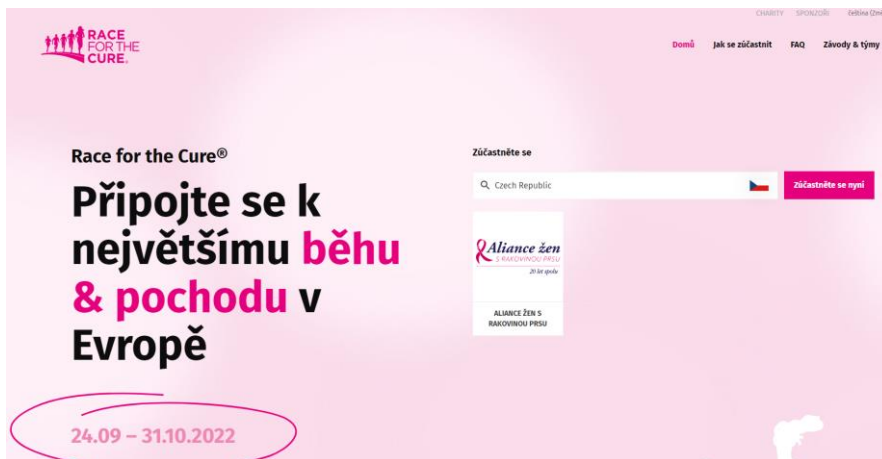 CHARITY SPONZOŘI čeština
RACE
FOR THE
CURE®
Domů Jak se zúčastnit FAQ Závody & týmy
Race for the Cure®
Připojte se k
největšímu běhu
& pochodu v
Evropě
24.09 – 31.10.2022
Zúčastněte se
Czech Republic
Zúčastněte se nyní
Aliance žen
S RAKOVINOU PRSU
20 let spolu
ALIANCE ŽEN S
RAKOVINOU PRSU